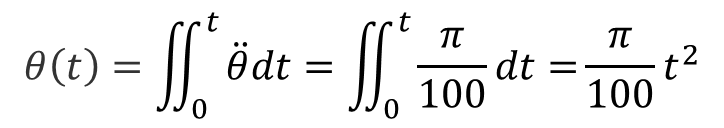 θ(t) = ∬₀ᵗ θ̈dt = ∬₀ᵗ π/100 dt = π/100 t²